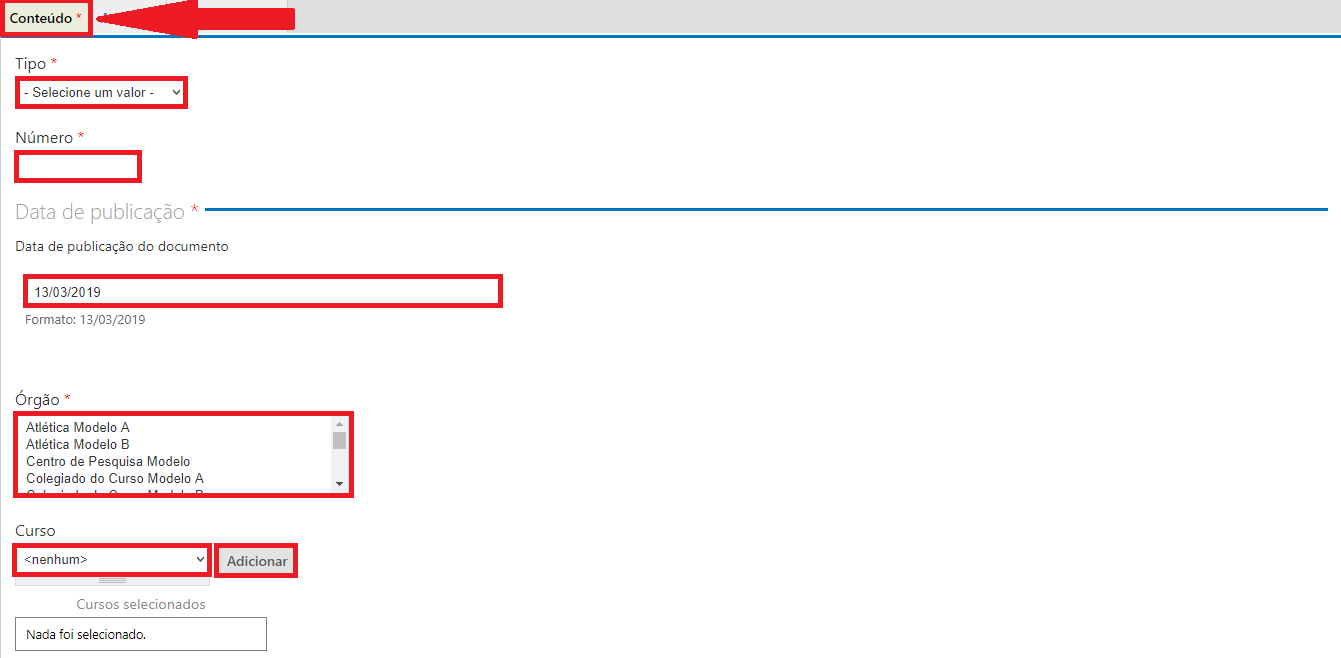 Conteúdo *
Tipo *
- Selecione um valor -
Número *
Data de publicação *
Data de publicação do documento
13/03/2019
Formato: 13/03/2019
Órgão *
Atlética Modelo A
Atlética Modelo B
Centro de Pesquisa Modelo
Colegiado do Curso Modelo A
Curso
<nenhum>
Adicionar
Cursos selecionados
Nada foi selecionado.